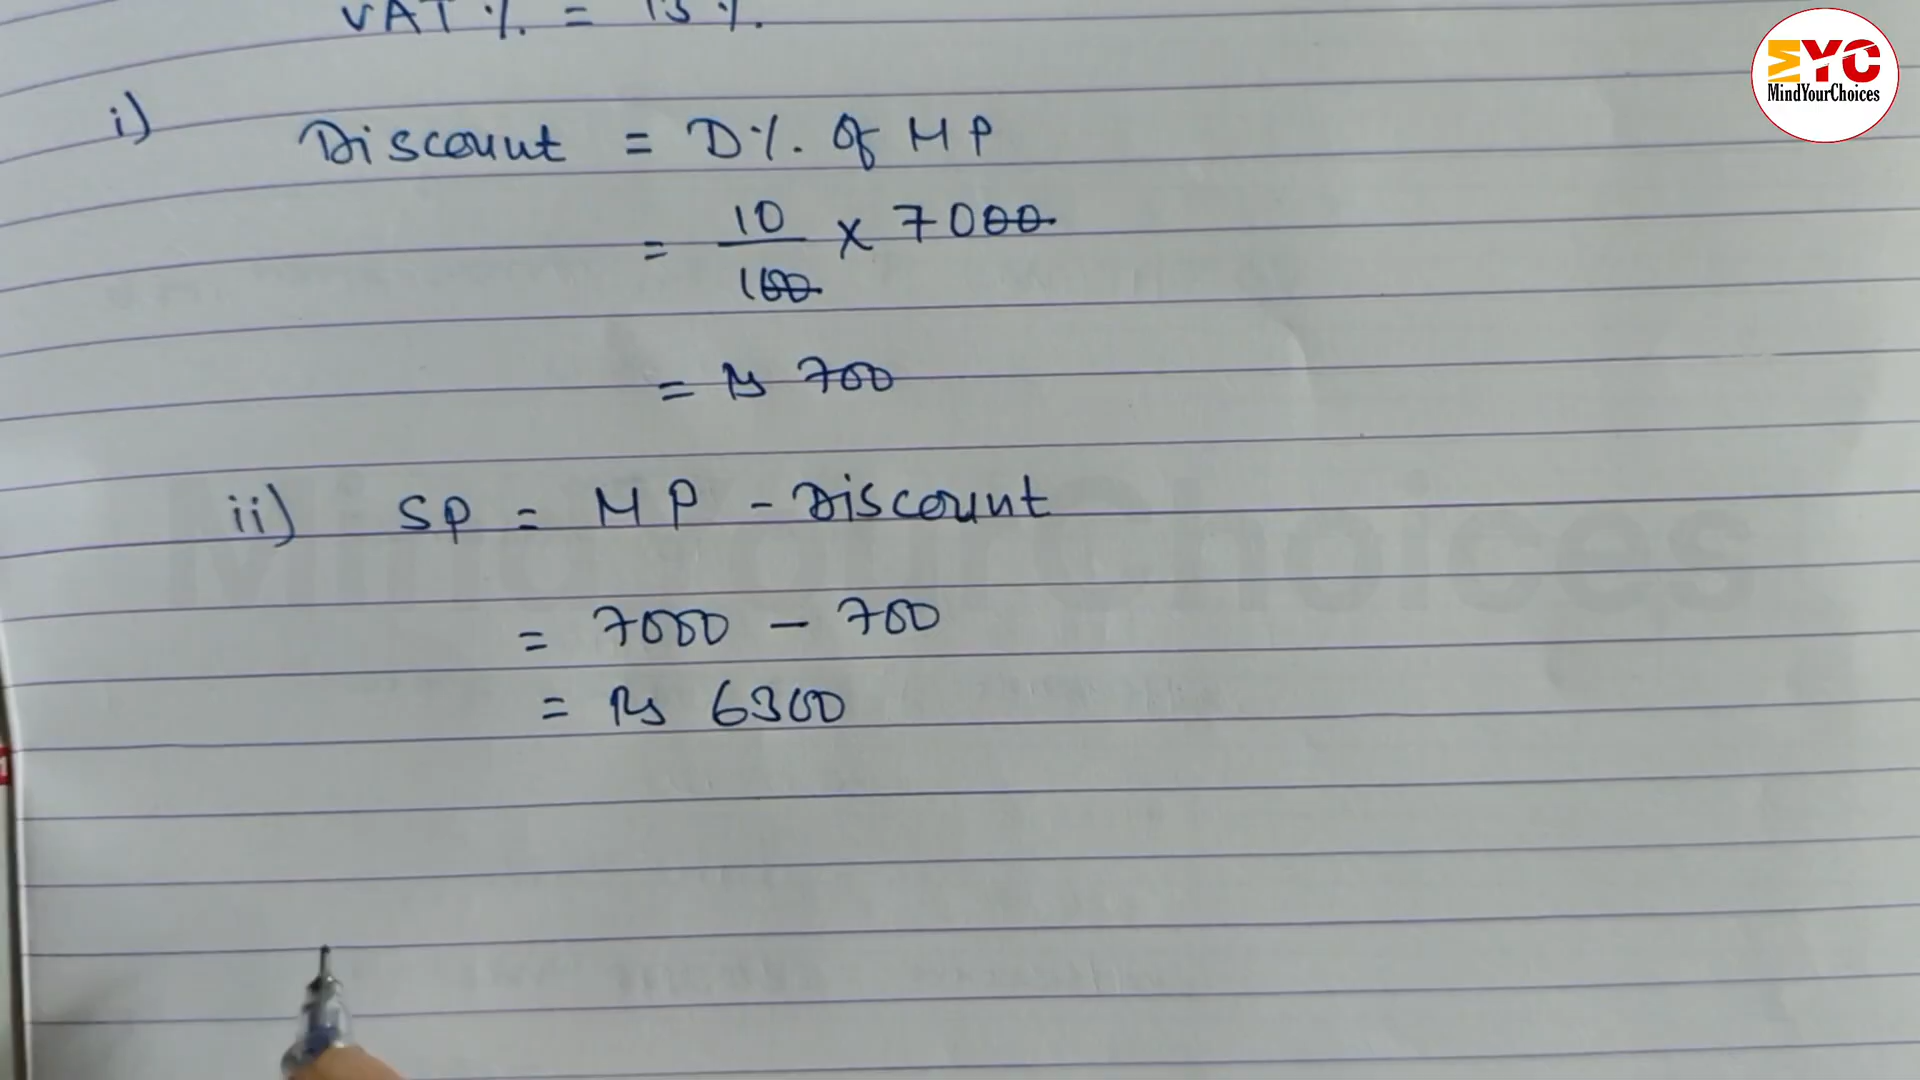 VAT % = 13 %.
MYC
MindYourChoices
i) Discount = D%. of MP
= 10/100 × 7000
= Rs 700
ii) SP = MP - Discount
= 7000 - 700
= Rs 6300
MindYourChoices